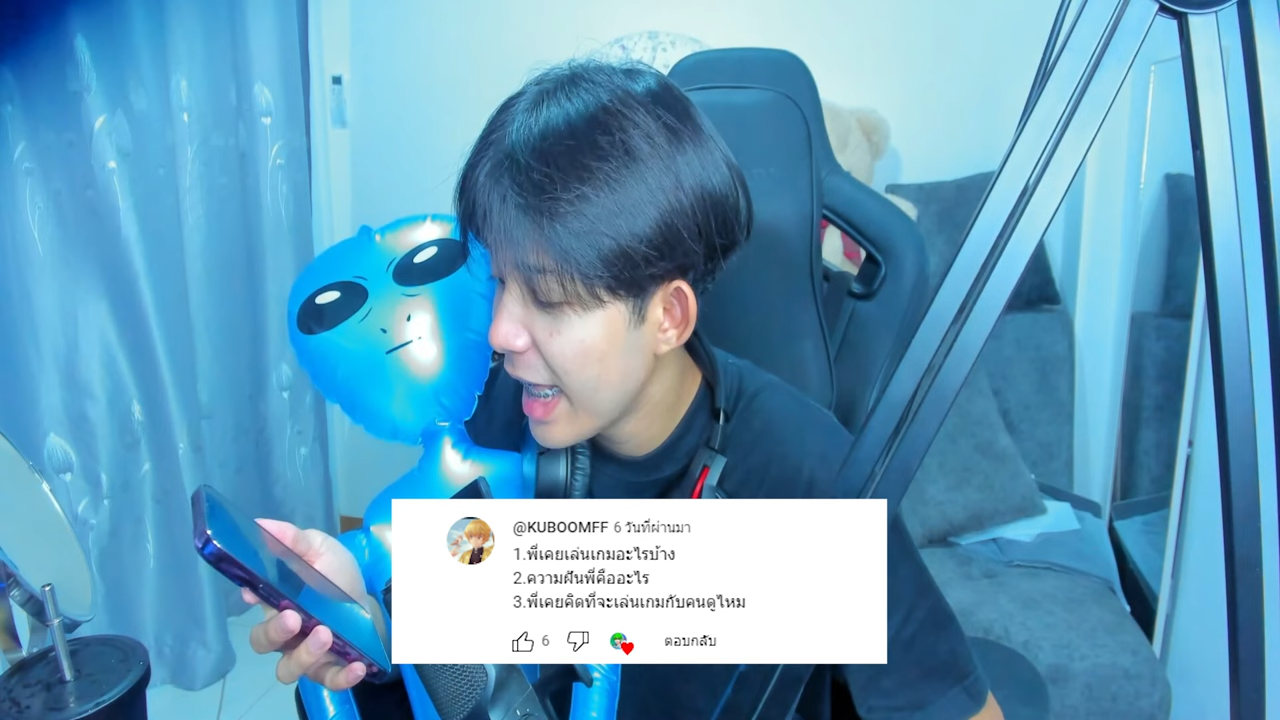 @KUBOOMFF 6 วันที่ผ่านมา
1.พี่เคยเล่นเกมอะไรบ้าง
2.ความฝันพี่คืออะไร
3.พี่เคยคิดที่จะเล่นเกมกับคนดูไหม
6 ตอบกลับ